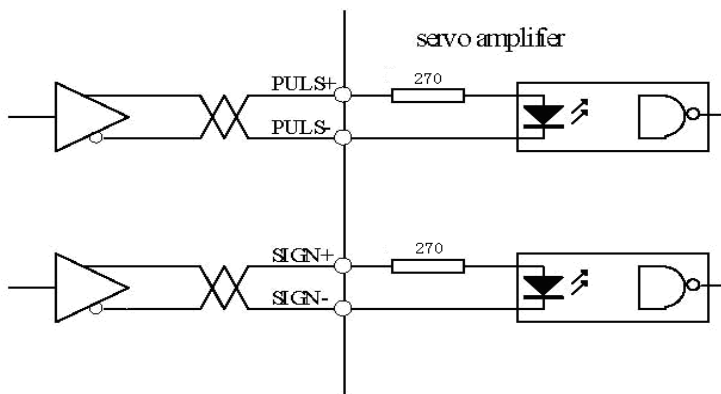 servo amplifier
PULS+
270
PULS-
SIGN+
270
SIGN-